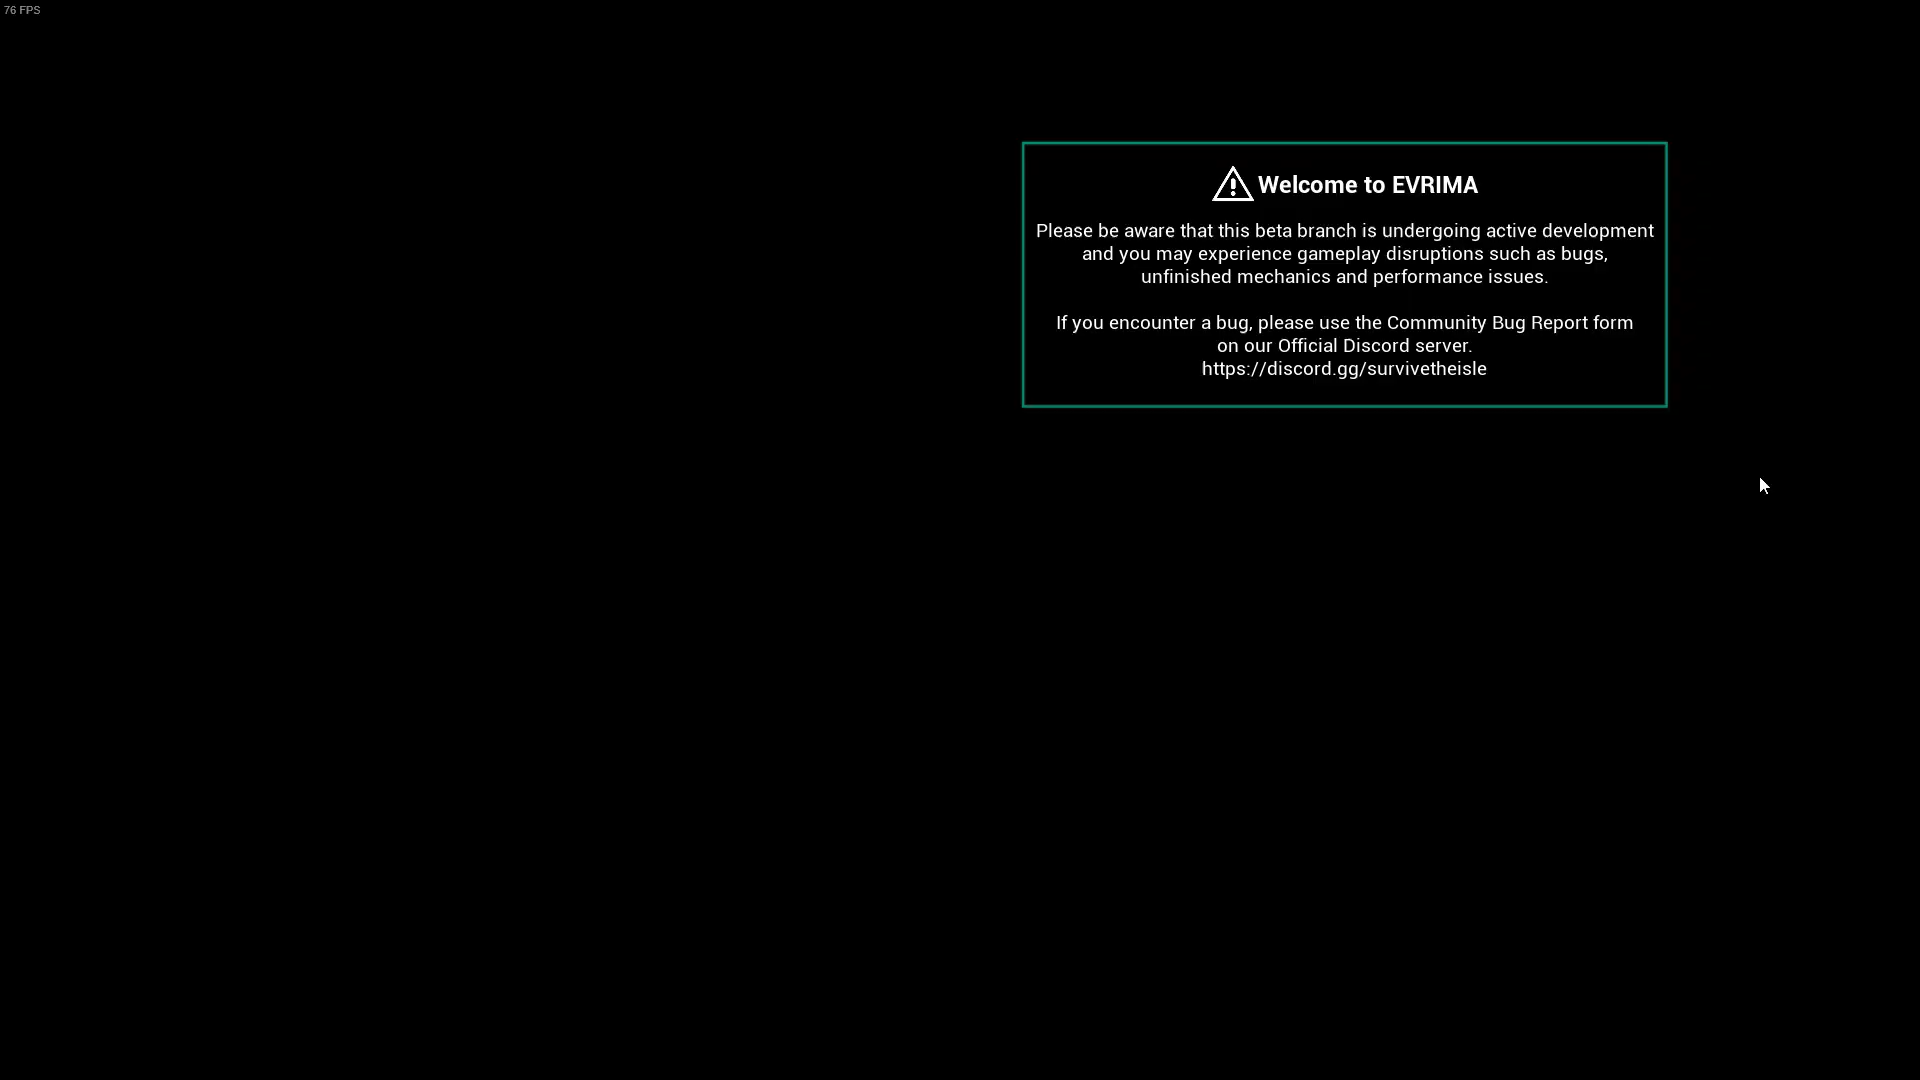 76 FPS
Welcome to EVRIMA
Please be aware that this beta branch is undergoing active development
and you may experience gameplay disruptions such as bugs,
unfinished mechanics and performance issues.
If you encounter a bug, please use the Community Bug Report form
on our Official Discord server.
https://discord.gg/survivetheisle